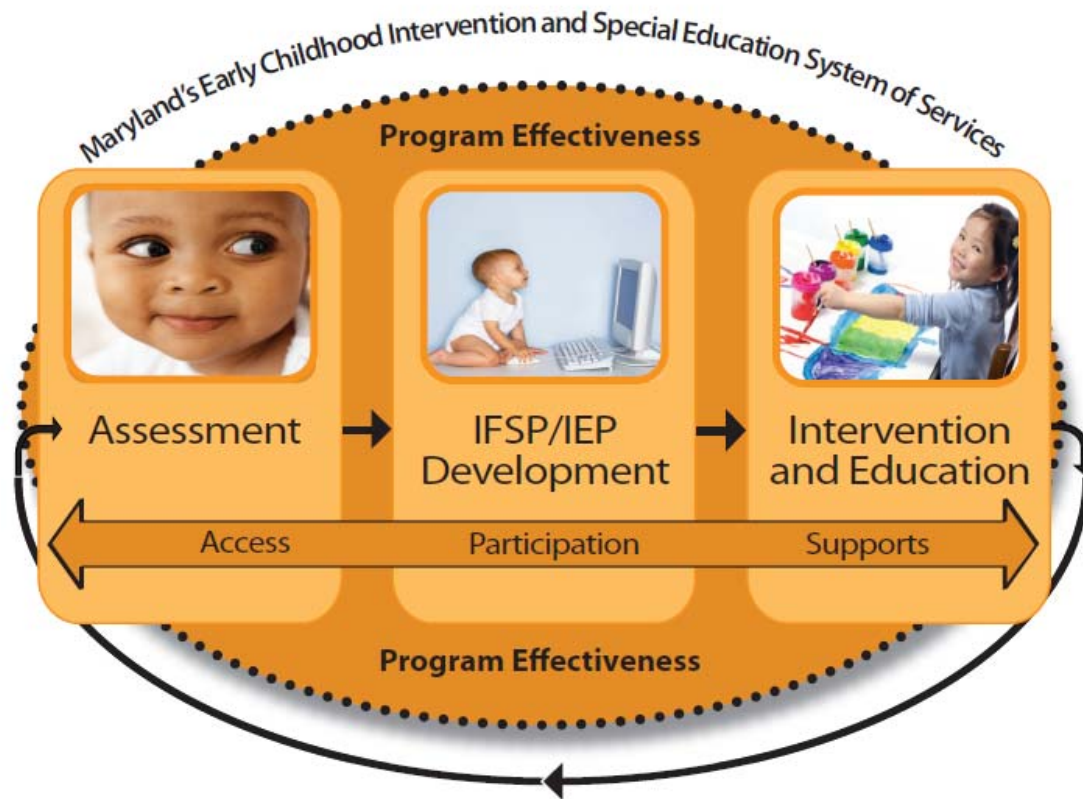 Maryland's Early Childhood Intervention and Special Education System of Services
Program Effectiveness
Assessment
IFSP/IEP
Development
Intervention
and Education
Access
Participation
Supports
Program Effectiveness